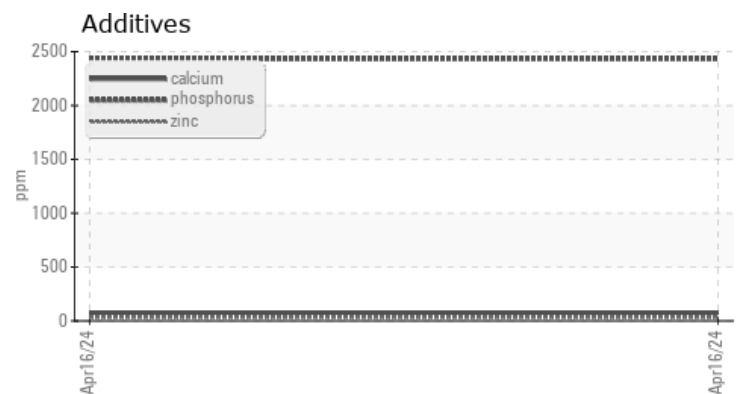 Additives
2500
2000
1500
1000
500
0
ppm
calcium
phosphorus
zinc
Apr16/24
Apr16/24